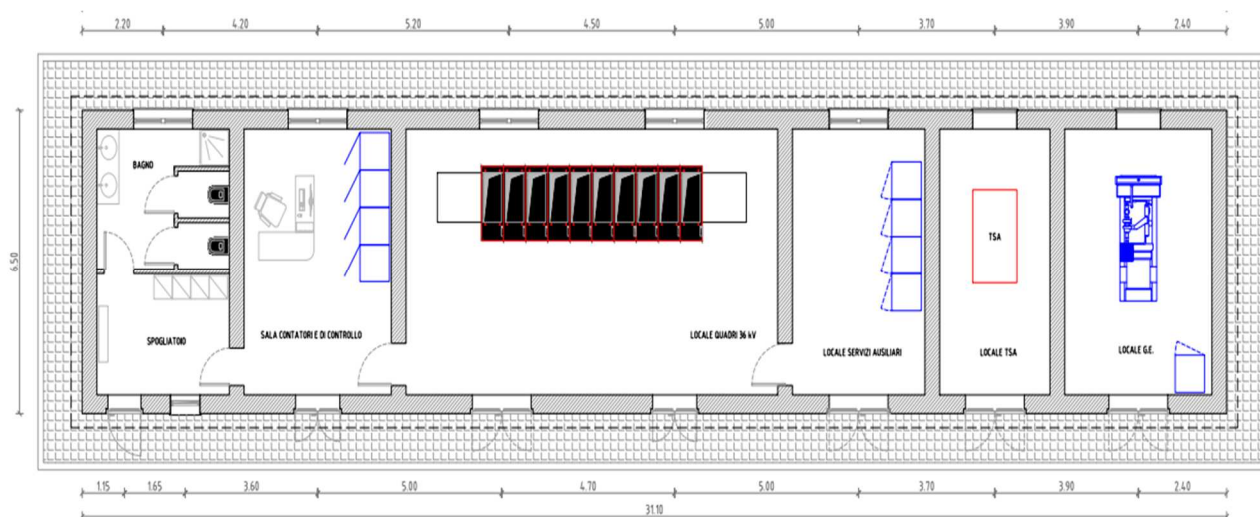 2.20 4.20 5.20 4.50 5.00 3.70 3.90 2.40
6.50
BAGNO
SPOGLIATOIO
SALA CONTATORI E DI CONTROLLO
LOCALE QUADRI 36 kV
LOCALE SERVIZI AUSILIARI
TSA
LOCALE TSA
LOCALE G.E.
1.15 1.65 3.60 5.00 4.70 5.00 3.70 3.90 2.40
31.10